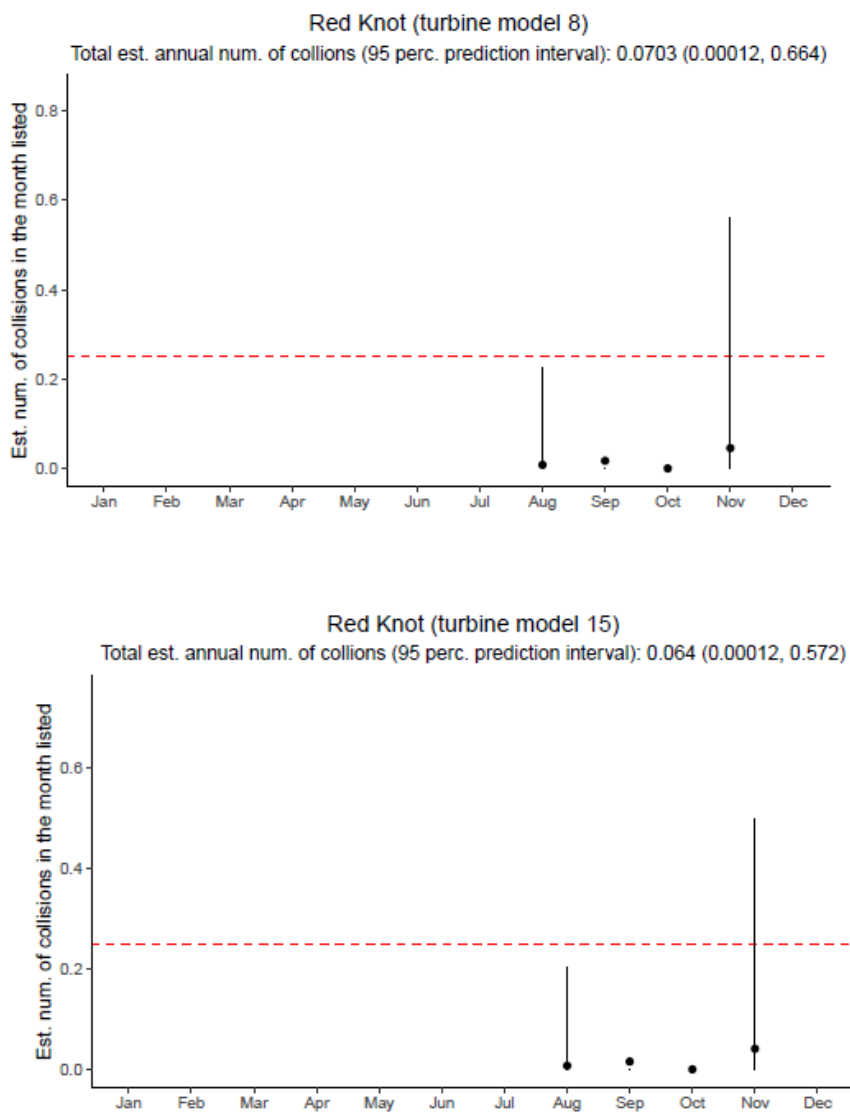 Red Knot (turbine model 8)
Total est. annual num. of collions (95 perc. prediction interval): 0.0703 (0.00012, 0.664)
Est. num. of collisions in the month listed
0.8
0.6
0.4
0.2
0.0
Jan Feb Mar Apr May Jun Jul Aug Sep Oct Nov Dec
Red Knot (turbine model 15)
Total est. annual num. of collions (95 perc. prediction interval): 0.064 (0.00012, 0.572)
Est. num. of collisions in the month listed
0.6
0.4
0.2
0.0
Jan Feb Mar Apr May Jun Jul Aug Sep Oct Nov Dec